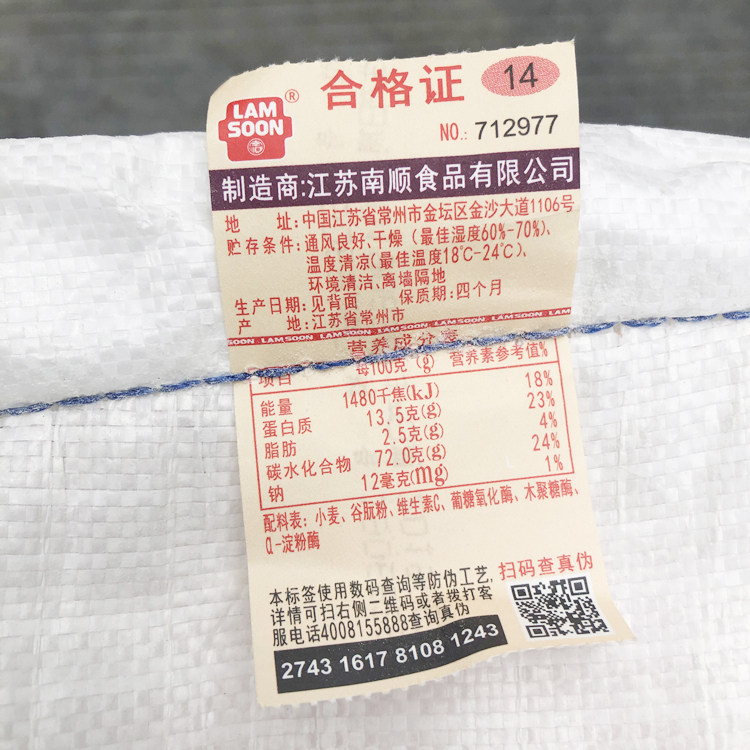 LAM SOON ®
合格证 14
NO.: 712977
制造商:江苏南顺食品有限公司
地 址:中国江苏省常州市金坛区金沙大道1106号
贮存条件:通风良好、干燥(最佳湿度60%-70%)、
温度清凉(最佳温度18℃-24℃)、
环境清洁、离墙隔地
生产日期:见背面 保质期:四个月
产 地:江苏省常州市
LAM SOON LAM SOON LAM SOON LAM SOON LAM SOON
营养成分表
项目 每100克(g) 营养素参考值%
能量 1480千焦(kJ) 18%
蛋白质 13.5克(g) 23%
脂肪 2.5克(g) 4%
碳水化合物 72.0克(g) 24%
钠 12毫克(mg) 1%
配料表:小麦、谷朊粉、维生素C、葡糖氧化酶、木聚糖酶、
α-淀粉酶
扫码查真伪
本标签使用数码查询等防伪工艺,
详情可扫右侧二维码或者拨打客
服电话4008155888查询真伪
2743 1617 8108 1243